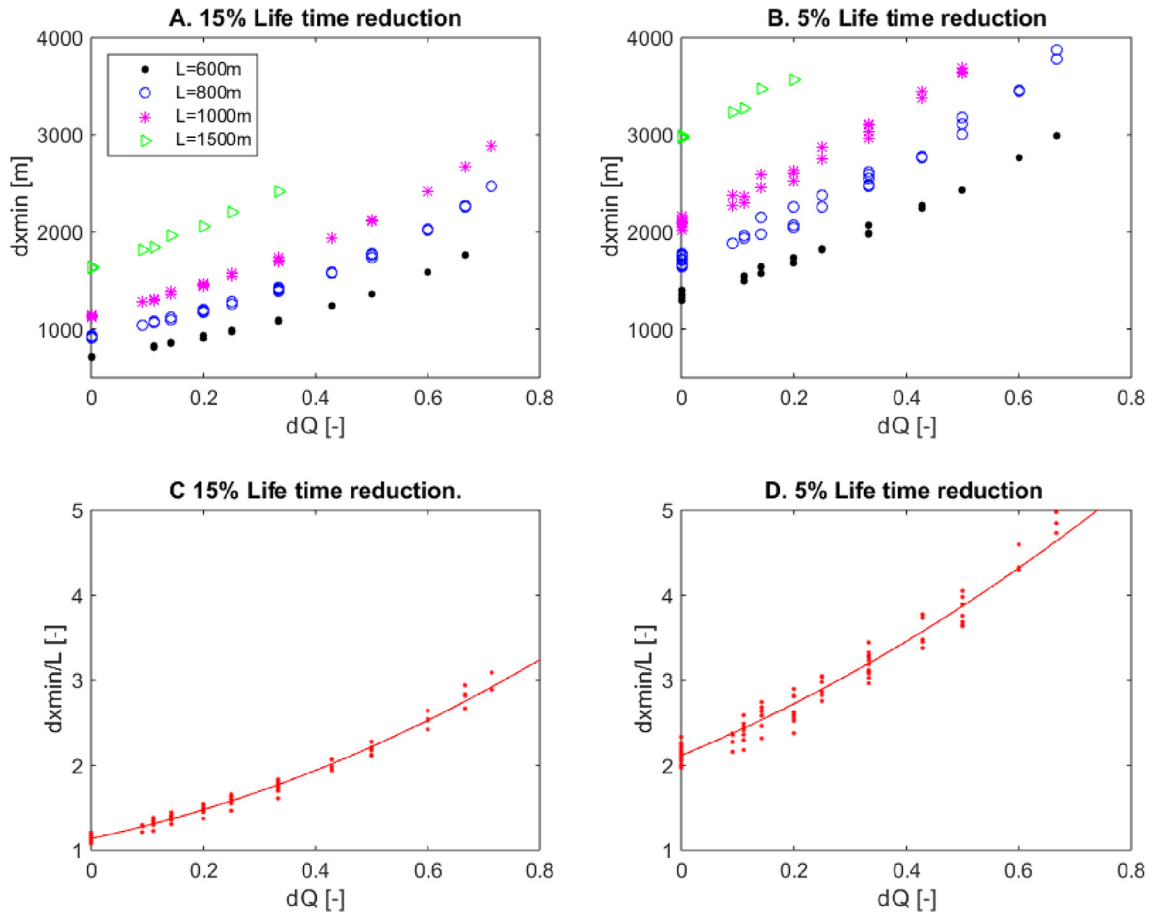 A. 15% Life time reduction
4000
3000
2000
1000
dxmin [m]
L=600m
L=800m
L=1000m
L=1500m
0
0.2
0.4
0.6
0.8
dQ [-]
B. 5% Life time reduction
4000
3000
2000
1000
dxmin [m]
0
0.2
0.4
0.6
0.8
dQ [-]
C 15% Life time reduction.
5
4
3
2
1
dxmin/L [-]
0
0.2
0.4
0.6
0.8
dQ [-]
D. 5% Life time reduction
5
4
3
2
1
dxmin/L [-]
0
0.2
0.4
0.6
0.8
dQ [-]